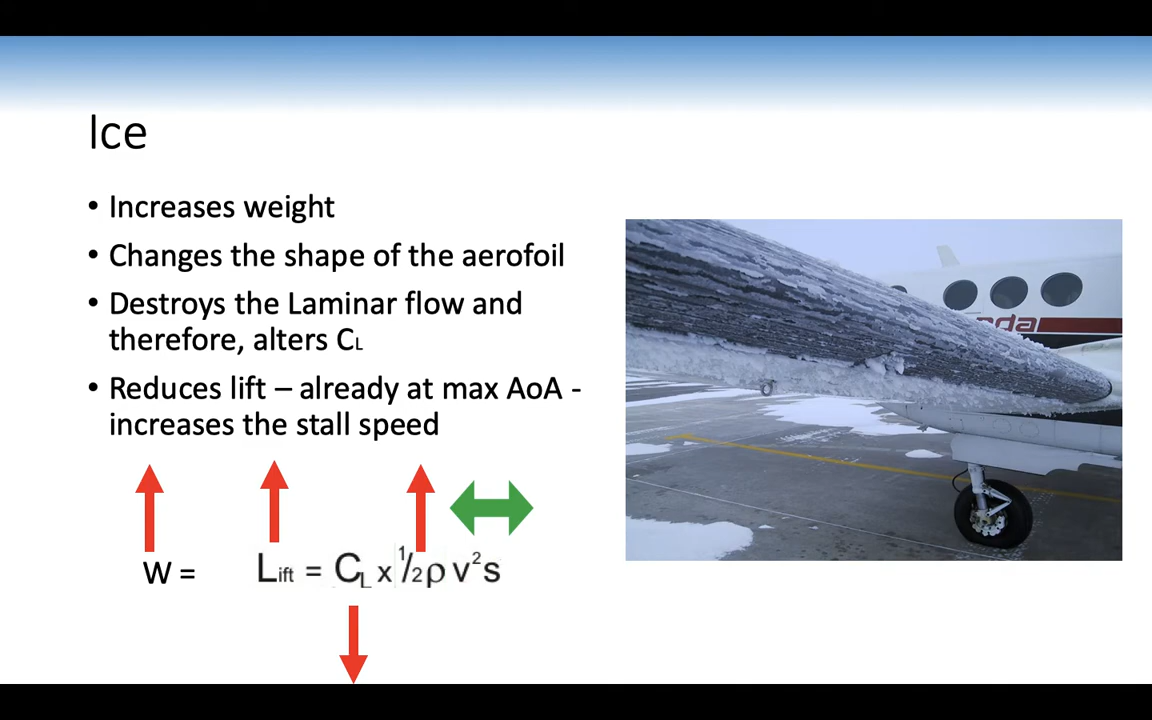 Ice
• Increases weight
• Changes the shape of the aerofoil
• Destroys the Laminar flow and
therefore, alters CL
• Reduces lift – already at max AoA -
increases the stall speed
W = Lift = CL x ½ρ v²s
nda